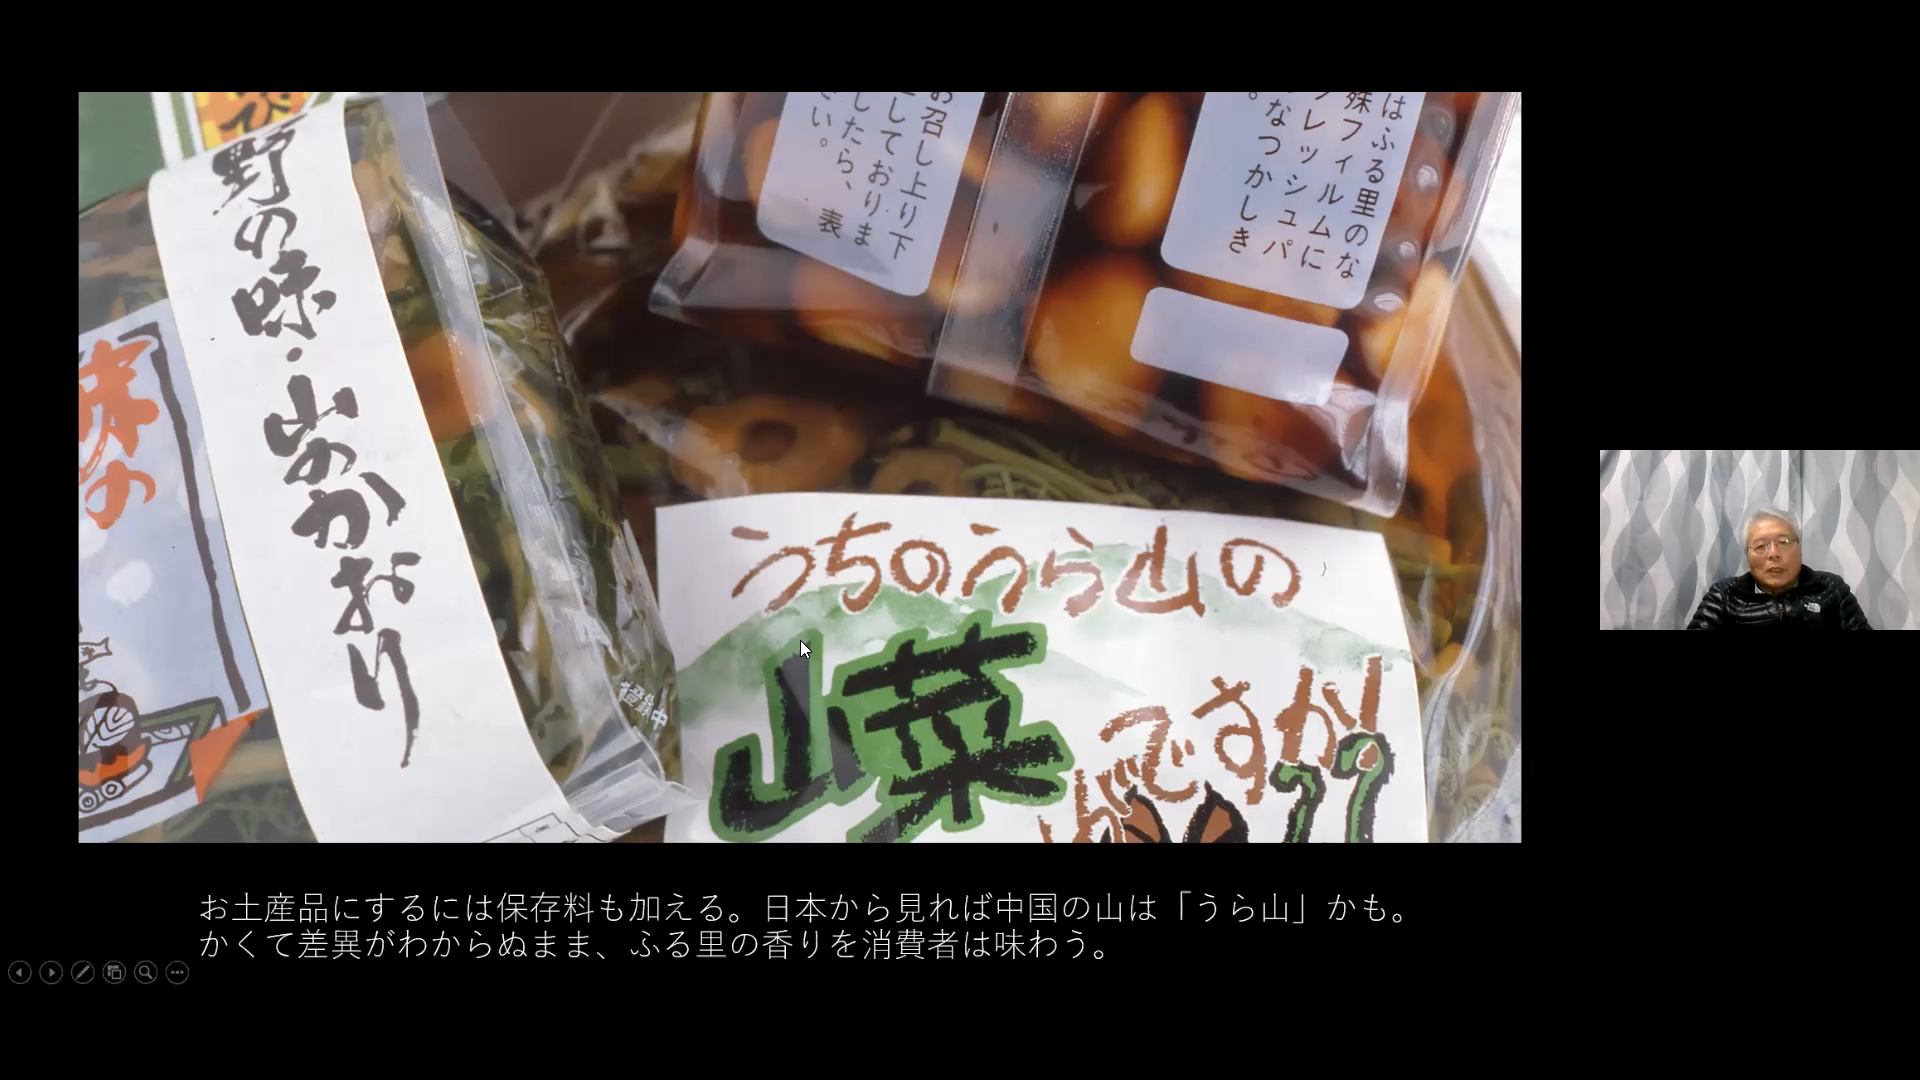 野の味・山のかおり
味の
お召し上り下
しておりま
したら、表
さい。
はふる里のな
殊フィルムに
フレッシュパ
なつかしき
。
うちのうら山の
山菜
ですか!
が
登録中
お土産品にするには保存料も加える。日本から見れば中国の山は「うら山」かも。
かくて差異がわからぬまま、ふる里の香りを消費者は味わう。